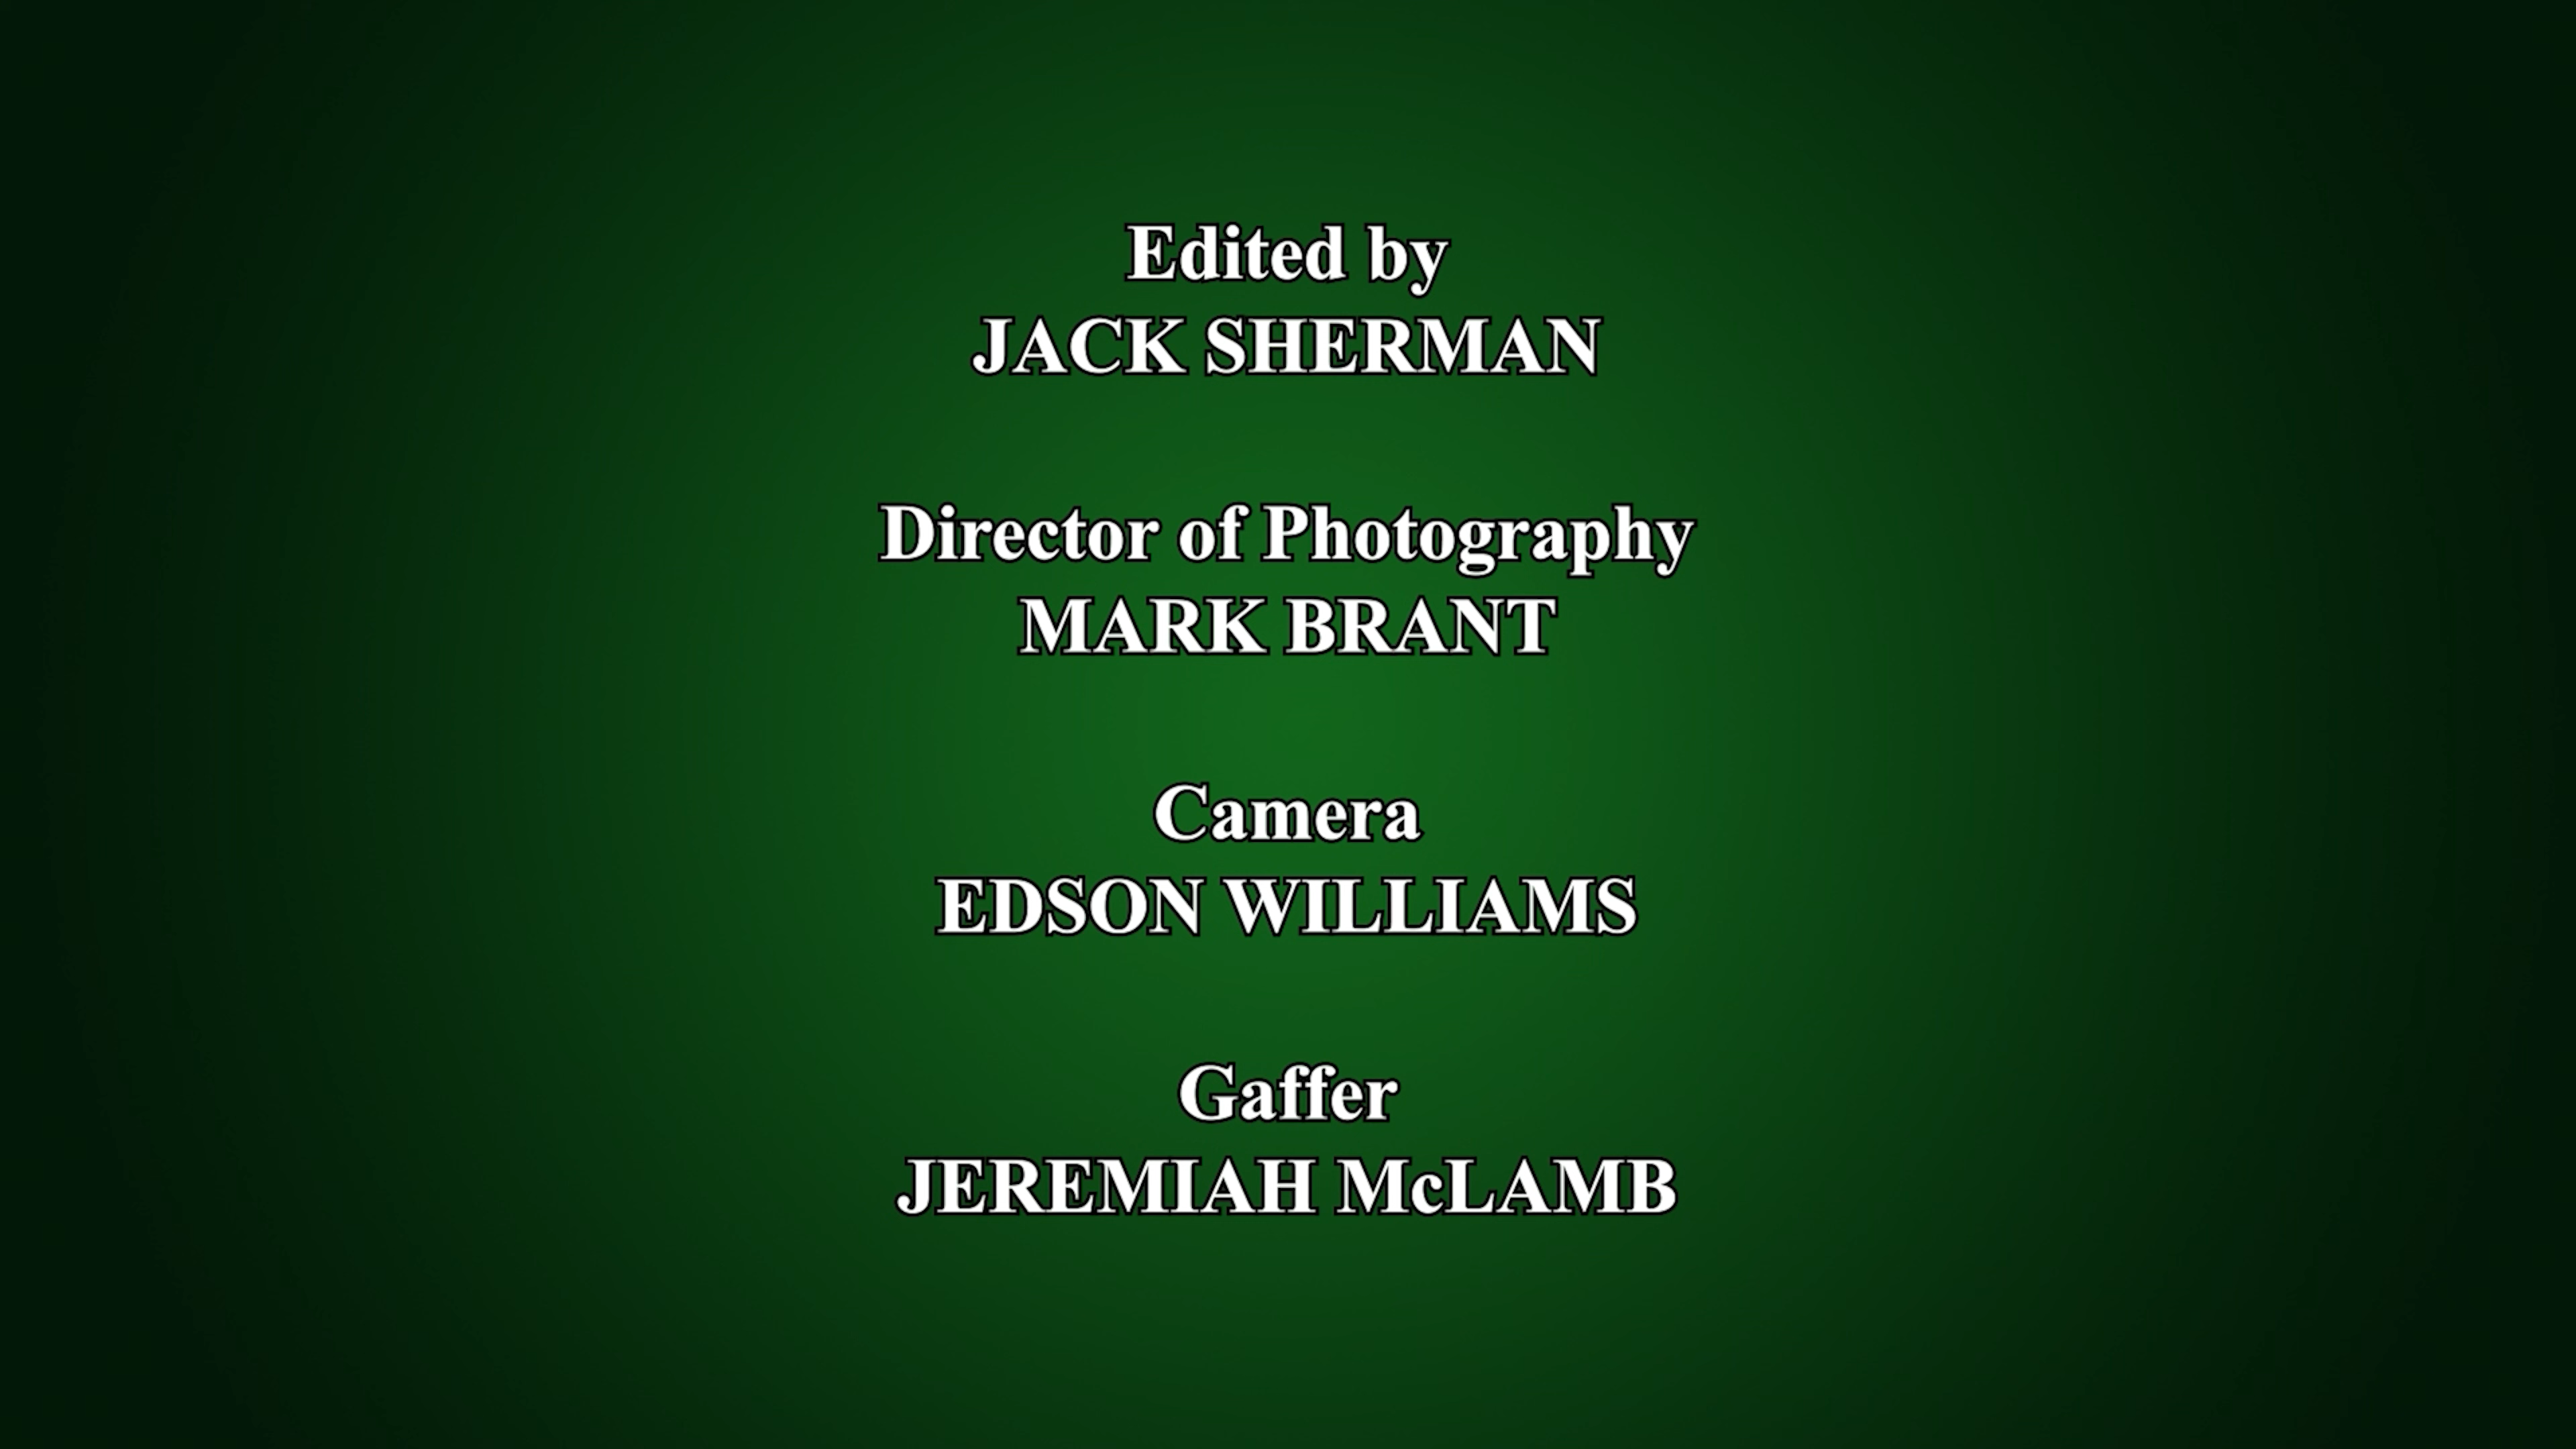 Edited by
JACK SHERMAN
Director of Photography
MARK BRANT
Camera
EDSON WILLIAMS
Gaffer
JEREMIAH McLAMB